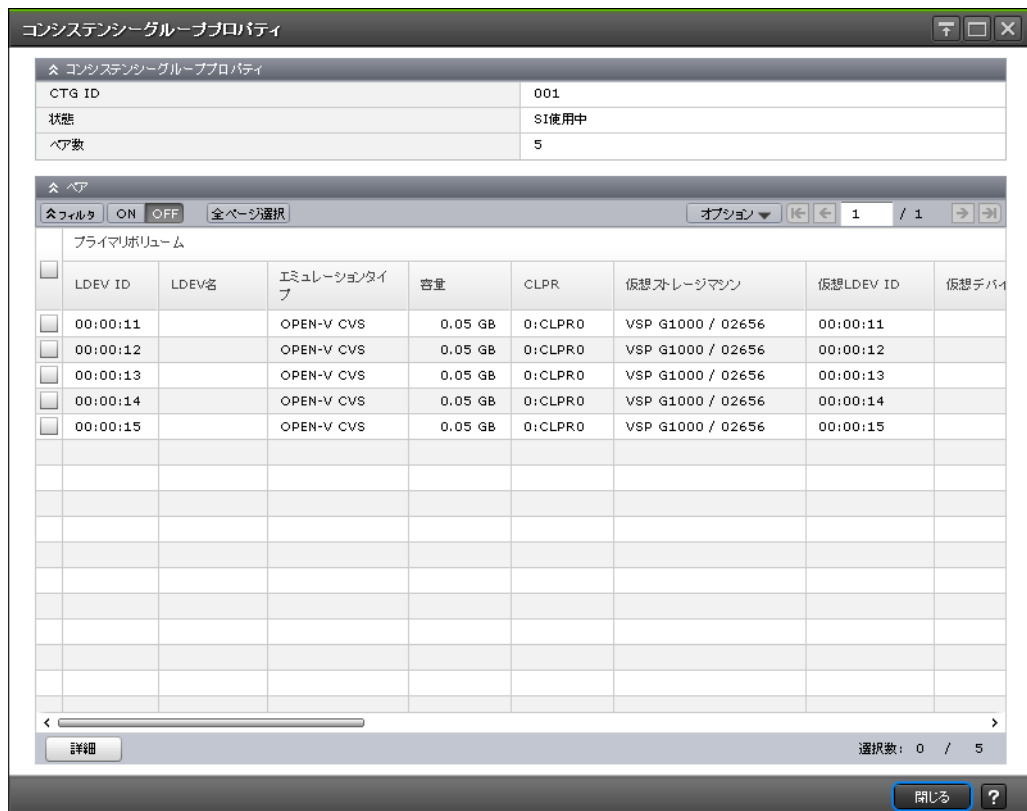 コンシステンシーグループプロパティ
コンシステンシーグループプロパティ
CTG ID 001
状態 SI使用中
ペア数 5
ペア
フィルタ ON OFF 全ページ選択 オプション 1 / 1
プライマリボリューム
LDEV ID LDEV名 エミュレーションタイプ 容量 CLPR 仮想ストレージマシン 仮想LDEV ID 仮想デバイ
00:00:11 OPEN-V CVS 0.05 GB 0:CLPR0 VSP G1000 / 02656 00:00:11
00:00:12 OPEN-V CVS 0.05 GB 0:CLPR0 VSP G1000 / 02656 00:00:12
00:00:13 OPEN-V CVS 0.05 GB 0:CLPR0 VSP G1000 / 02656 00:00:13
00:00:14 OPEN-V CVS 0.05 GB 0:CLPR0 VSP G1000 / 02656 00:00:14
00:00:15 OPEN-V CVS 0.05 GB 0:CLPR0 VSP G1000 / 02656 00:00:15
詳細 選択数: 0 / 5
閉じる ?